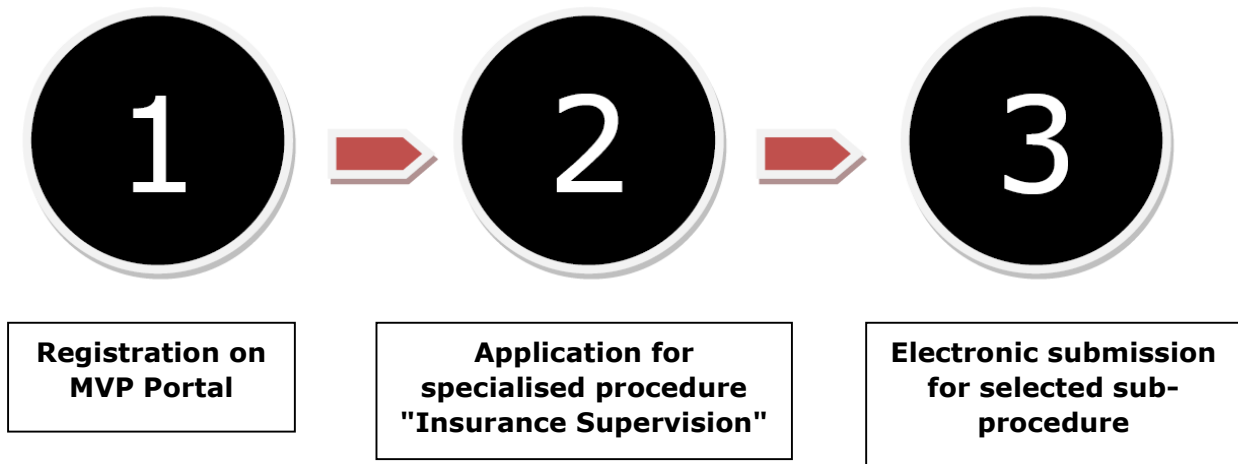 1
2
3
Registration on
MVP Portal
Application for
specialised procedure
"Insurance Supervision"
Electronic submission
for selected sub-
procedure